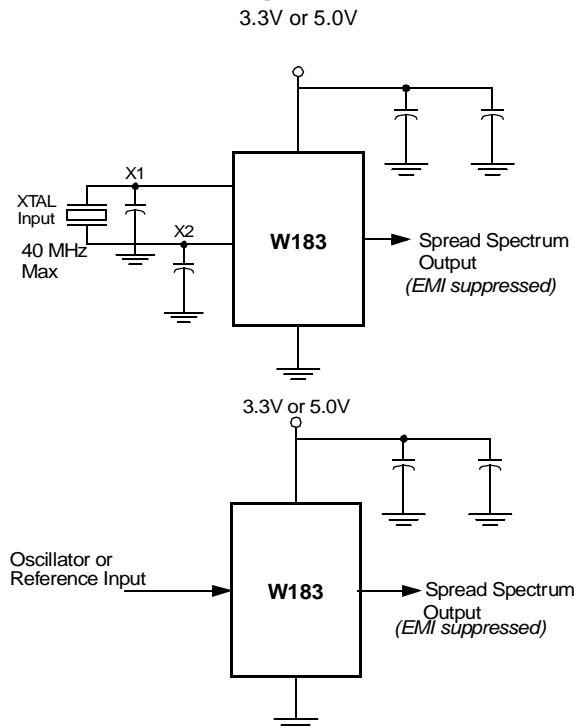 3.3V or 5.0V
X1
XTAL
Input
X2
40 MHz
Max
W183
Spread Spectrum
Output
(EMI suppressed)
3.3V or 5.0V
Oscillator or
Reference Input
W183
Spread Spectrum
Output
(EMI suppressed)